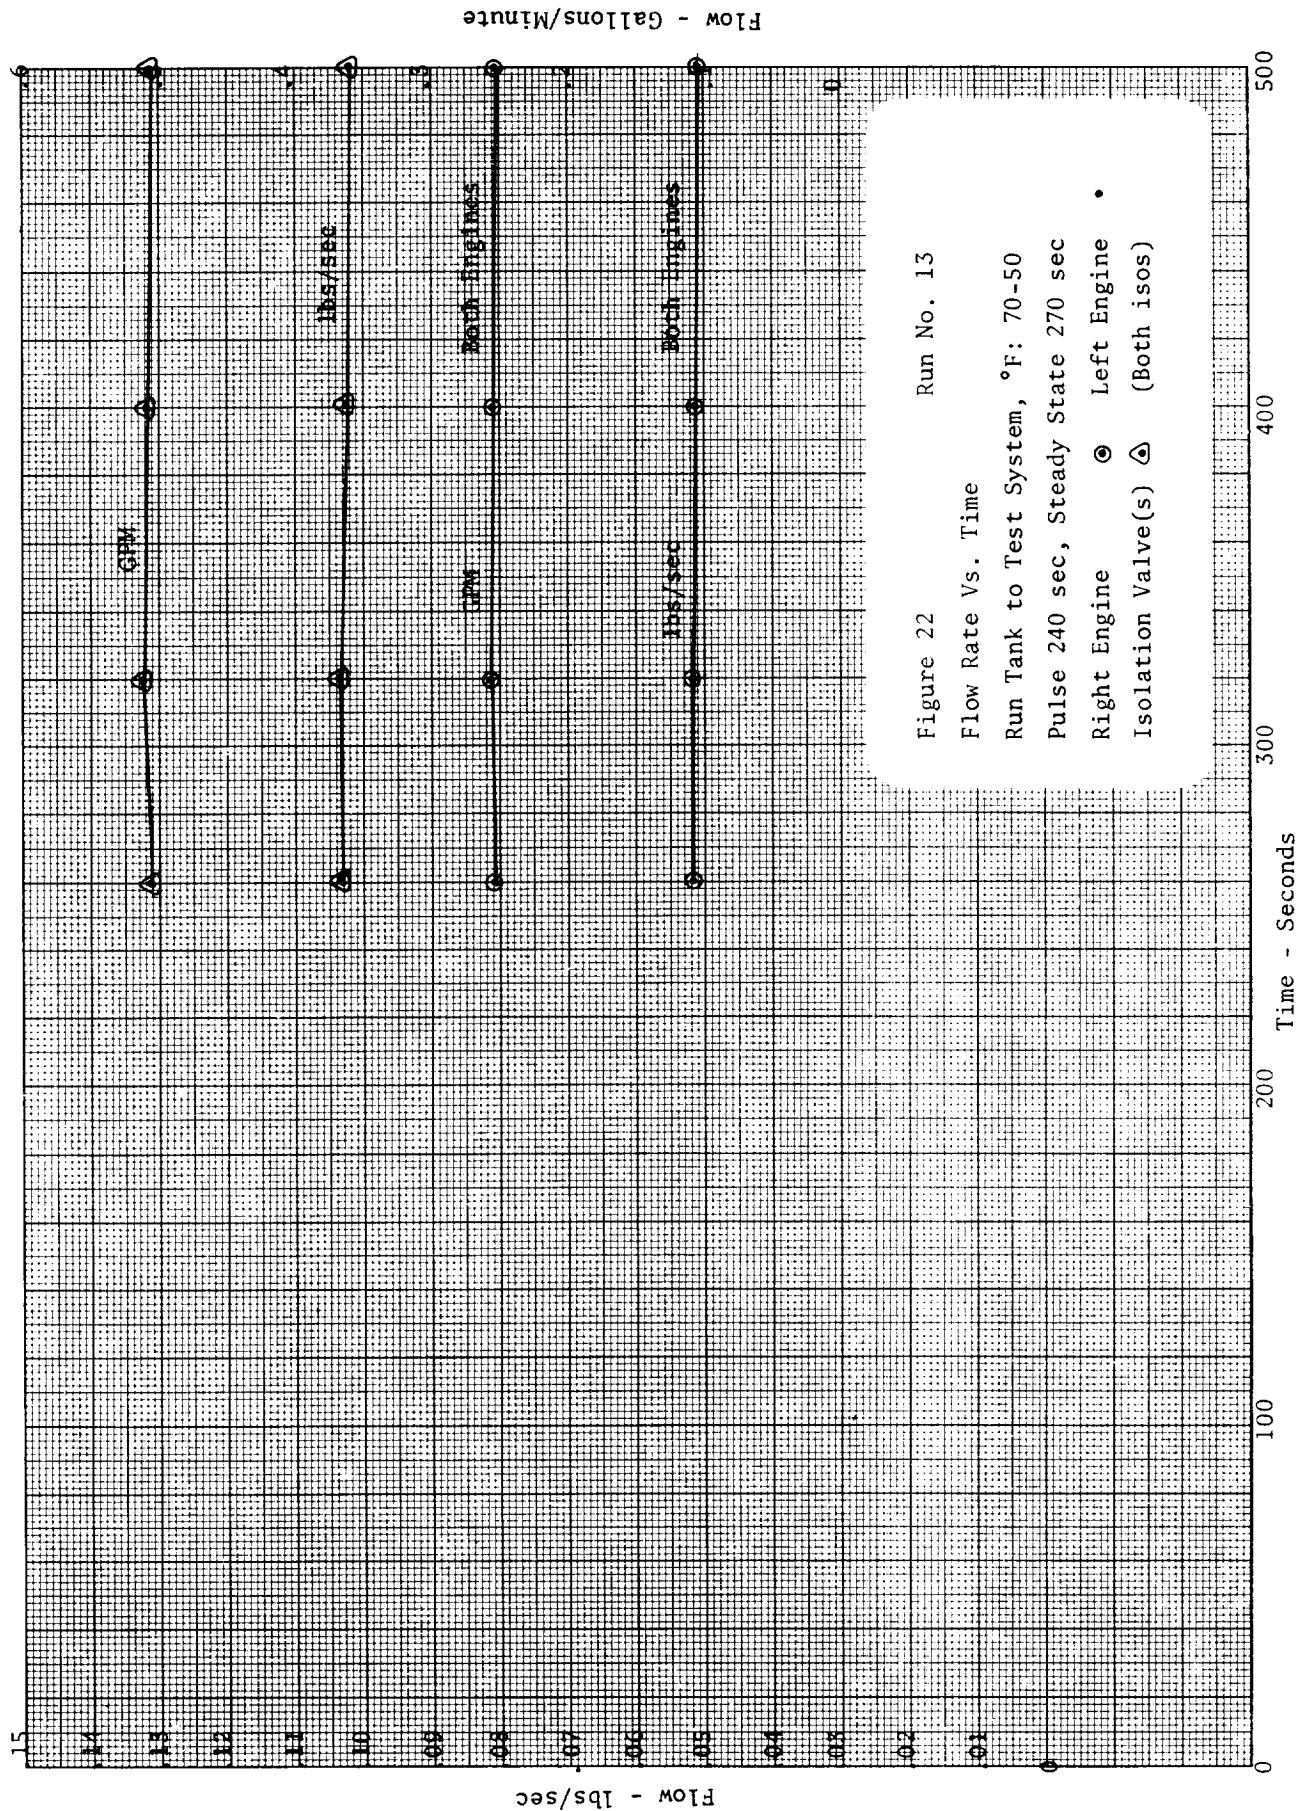 Flow - Gallons/Minute
.6
.5
.4
.3
.2
.1
0
GPM
lbs/sec
GPM
Both Engines
lbs/sec
Both Engines
Figure 22 Run No. 13
Flow Rate Vs. Time
Run Tank to Test System, °F: 70-50
Pulse 240 sec, Steady State 270 sec
Right Engine Left Engine
Isolation Valve(s) (Both isos)
.15
.14
.13
.12
.11
.10
.09
.08
.07
.06
.05
.04
.03
.02
.01
0
Flow - lbs/sec
0
100
200
300
400
500
Time - Seconds